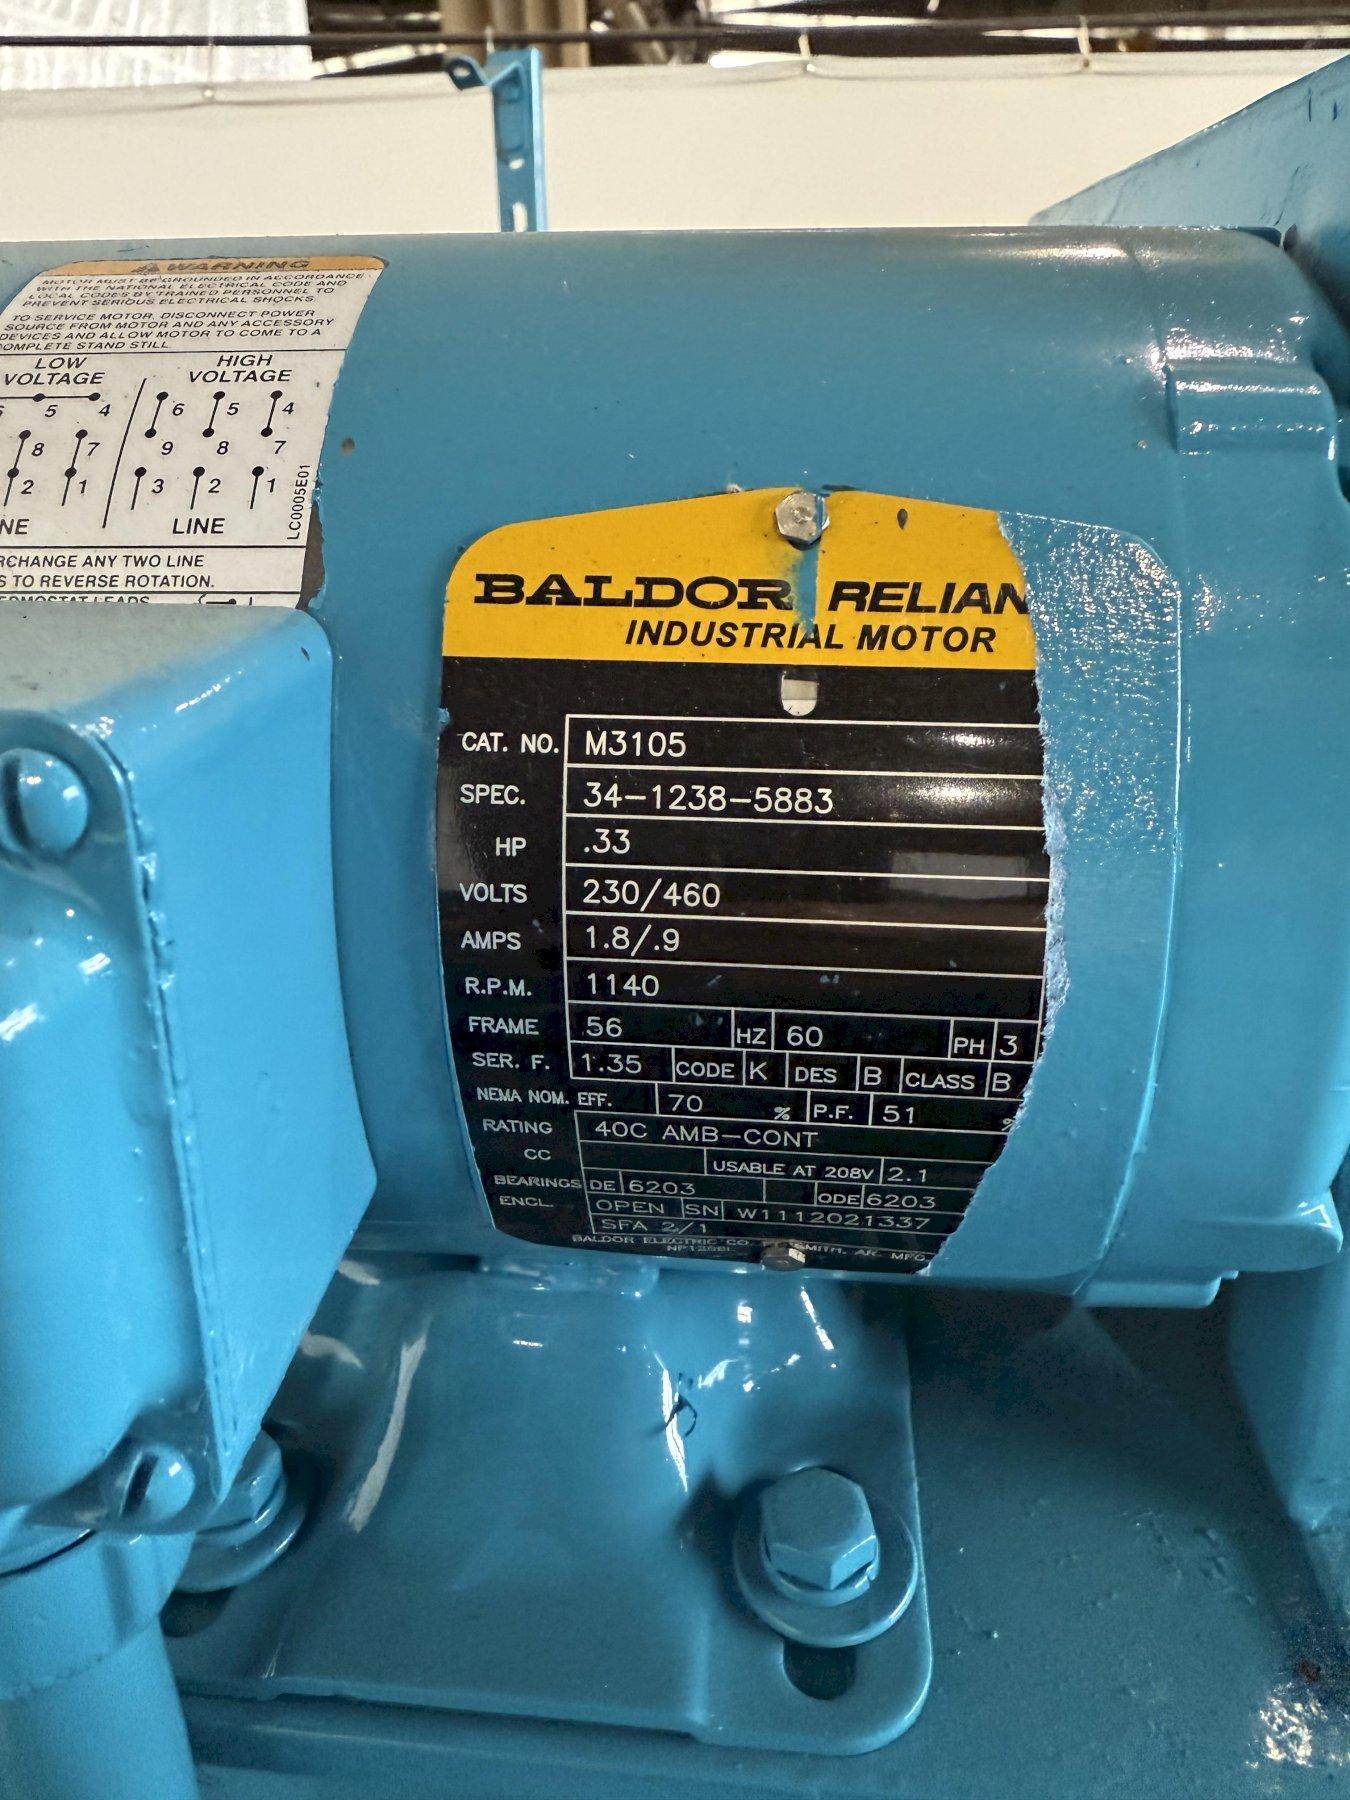 WARNING
MOTOR MUST BE GROUNDED IN ACCORDANCE
WITH THE NATIONAL ELECTRICAL CODE AND
LOCAL CODES BY TRAINED PERSONNEL TO
PREVENT SERIOUS ELECTRICAL SHOCKS.
TO SERVICE MOTOR, DISCONNECT POWER
SOURCE FROM MOTOR AND ANY ACCESSORY
DEVICES AND ALLOW MOTOR TO COME TO A
OMPLETE STAND STILL
LOW VOLTAGE
5 4
8 7
2 1
NE
HIGH VOLTAGE
6 5 4
9 8 7
3 2 1
LINE
LC0005E01
RCHANGE ANY TWO LINE
S TO REVERSE ROTATION.
LEADS
BALDOR RELIAN
INDUSTRIAL MOTOR
CAT. NO. M3105
SPEC. 34-1238-5883
HP .33
VOLTS 230/460
AMPS 1.8/.9
R.P.M. 1140
FRAME 56 HZ 60 PH 3
SER. F. 1.35 CODE K DES B CLASS B
NEMA NOM. EFF. 70 % P.F. 51 %
RATING 40C AMB-CONT
CC USABLE AT 208V 2.1
BEARINGS DE 6203 ODE 6203
ENCL. OPEN SN W1112021337
SFA 2/1
BALDOR ELECTRIC CO. SMITH, AR. MFG